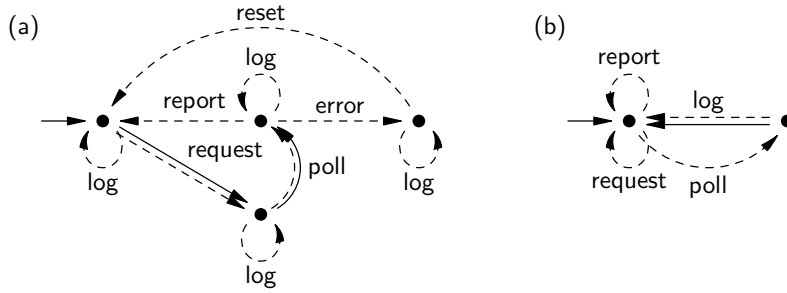 (a)
reset
log
report
error
request
poll
log
log
log
(b)
report
log
request
poll